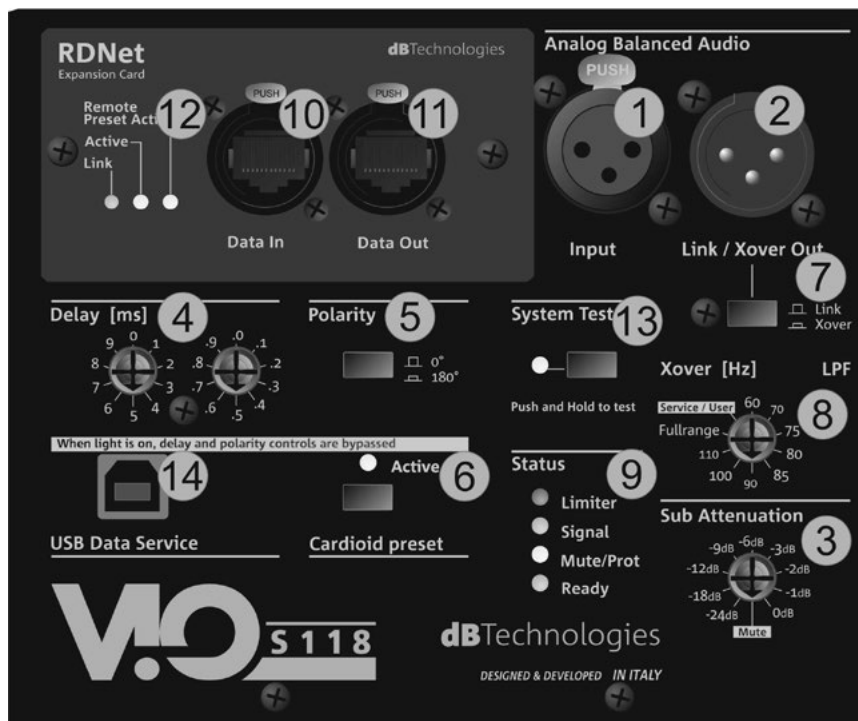 RDNet
Expansion Card
dBTechnologies
Analog Balanced Audio
PUSH
PUSH
PUSH
12
10
11
1
2
Remote
Preset Acti
Active
Link
Data In
Data Out
Input
Link / Xover Out
7
Link
Xover
Delay [ms]
4
0
.1
.2
.3
4
5
6
7
8
9
.0
.1
.2
.3
.4
.5
.6
.7
.8
.9
Polarity
5
0°
180°
System Test
13
Push and Hold to test
Xover [Hz]
LPF
8
Service / User
Fullrange
60
70
75
80
85
90
100
110
When light is on, delay and polarity controls are bypassed
14
USB Data Service
Active
6
Cardioid preset
Status
9
Limiter
Signal
Mute/Prot
Ready
Sub Attenuation
3
-6dB
-3dB
-2dB
-1dB
0dB
Mute
-24dB
-18dB
-12dB
-9dB
VIO
S 118
dBTechnologies
DESIGNED & DEVELOPED IN ITALY